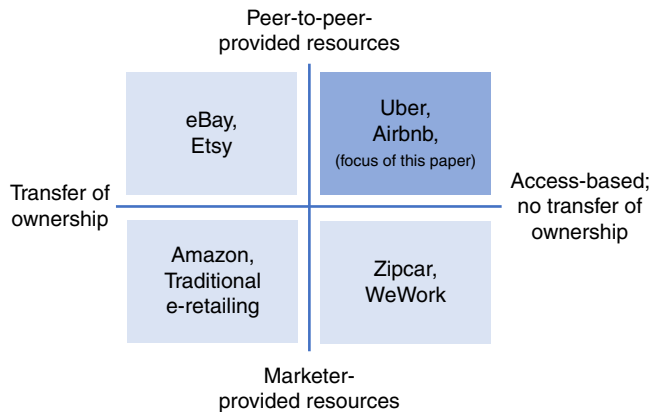 Peer-to-peer-
provided resources
eBay,
Etsy
Uber,
Airbnb,
(focus of this paper)
Transfer of
ownership
Access-based;
no transfer of
ownership
Amazon,
Traditional
e-retailing
Zipcar,
WeWork
Marketer-
provided resources